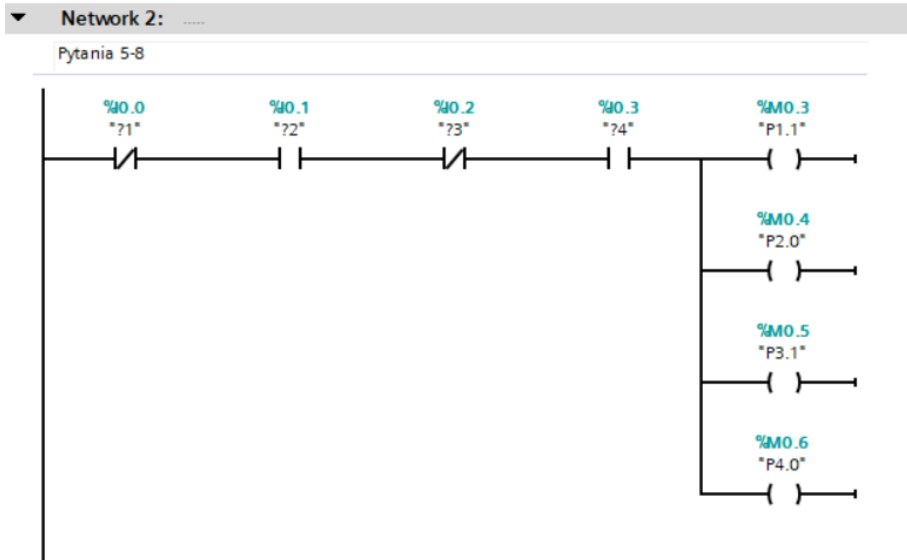 Network 2: .....
Pytania 5-8
%I0.0 %I0.1 %I0.2 %I0.3 %M0.3
"?1" "?2" "?3" "?4" "P1.1"
%M0.4
"P2.0"
%M0.5
"P3.1"
%M0.6
"P4.0"